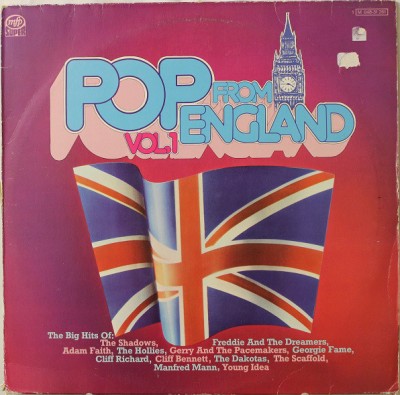 mfp
SUPER
POP
FROM
ENGLAND
VOL.1
The Big Hits Of:
The Shadows, Freddie And The Dreamers,
Adam Faith, The Hollies, Gerry And The Pacemakers, Georgie Fame,
Cliff Richard, Cliff Bennett, The Dakotas, The Scaffold,
Manfred Mann, Young Idea